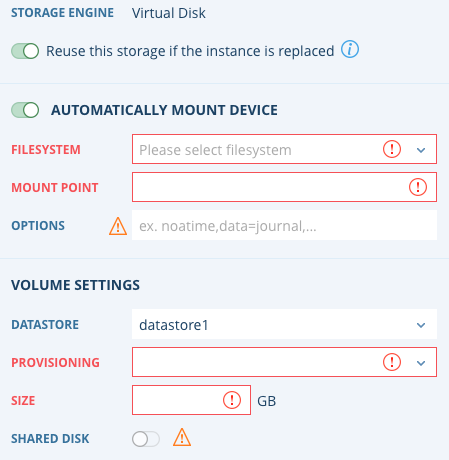 STORAGE ENGINE Virtual Disk
Reuse this storage if the instance is replaced
AUTOMATICALLY MOUNT DEVICE
FILESYSTEM Please select filesystem
MOUNT POINT
OPTIONS ex. noatime,data=journal,...
VOLUME SETTINGS
DATASTORE datastore1
PROVISIONING
SIZE GB
SHARED DISK